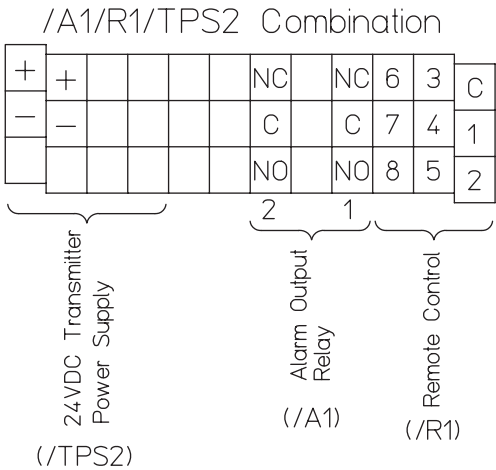 /A1/R1/TPS2 Combination
+ + NC NC 6 3 C
− − C C 7 4 1
NO NO 8 5 2
2 1
24VDC Transmitter
Power Supply
(/TPS2)
Alarm Output
Relay
(/A1)
Remote Control
(/R1)